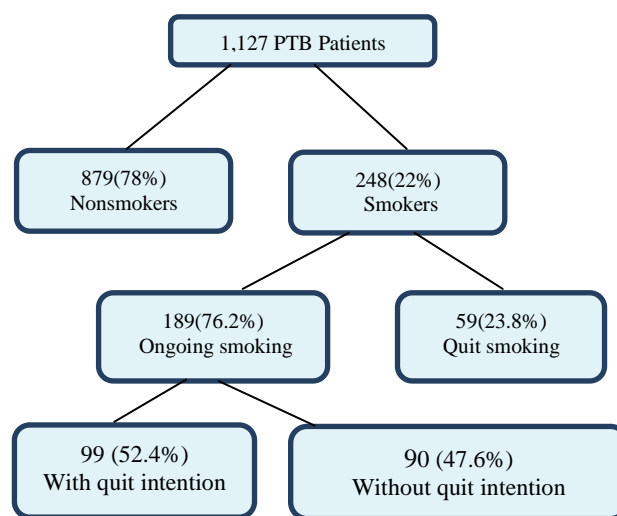 1,127 PTB Patients
879(78%)
Nonsmokers
248(22%)
Smokers
189(76.2%)
Ongoing smoking
59(23.8%)
Quit smoking
99 (52.4%)
With quit intention
90 (47.6%)
Without quit intention